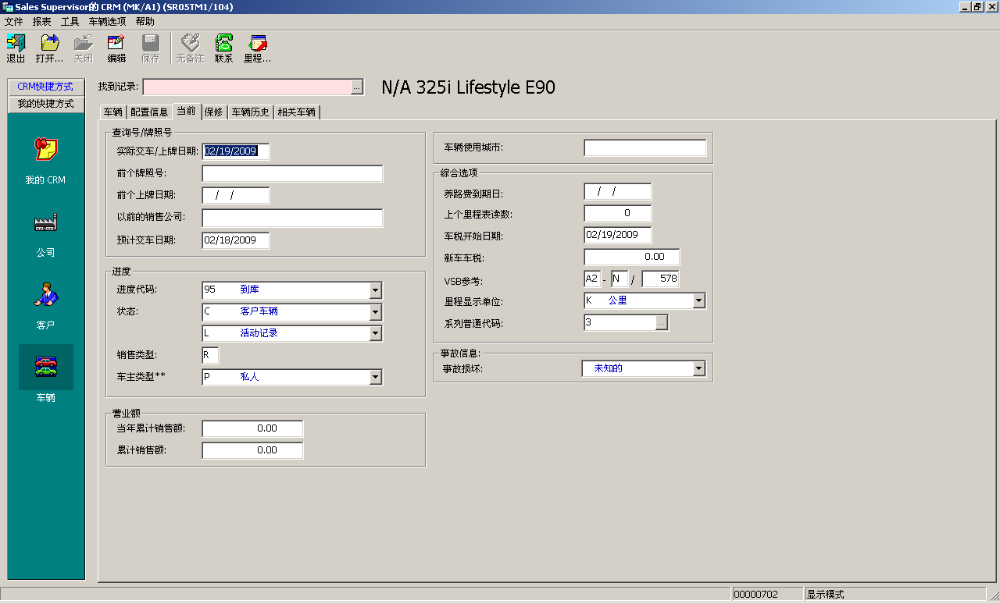 Sales Supervisor的 CRM (MK/A1) (SR05TM1/104)
文件 报表 工具 车辆选项 帮助
退出 打开... 关闭 编辑 保存 无备注 联系 里程...
CRM快捷方式
我的快捷方式
我的 CRM
公司
客户
车辆
找到记录: ... N/A 325i Lifestyle E90
车辆 配置信息 当前 保修 车辆历史 相关车辆
查询号/牌照号
实际交车/上牌日期: 02/19/2009
前个牌照号:
前个上牌日期: / /
以前的销售公司:
预计交车日期: 02/18/2009
进度
进度代码: 95 到库
状态: C 客户车辆
L 活动记录
销售类型: R
车主类型** P 私人
营业额
当年累计销售额: 0.00
累计销售额: 0.00
车辆使用城市:
综合选项
养路费到期日: / /
上个里程表读数: 0
车税开始日期: 02/19/2009
新车车税: 0.00
VSB参考: A2 - N / 578
里程显示单位: K 公里
系列普通代码: 3 ...
事故信息:
事故损坏: 未知的
00000702 显示模式